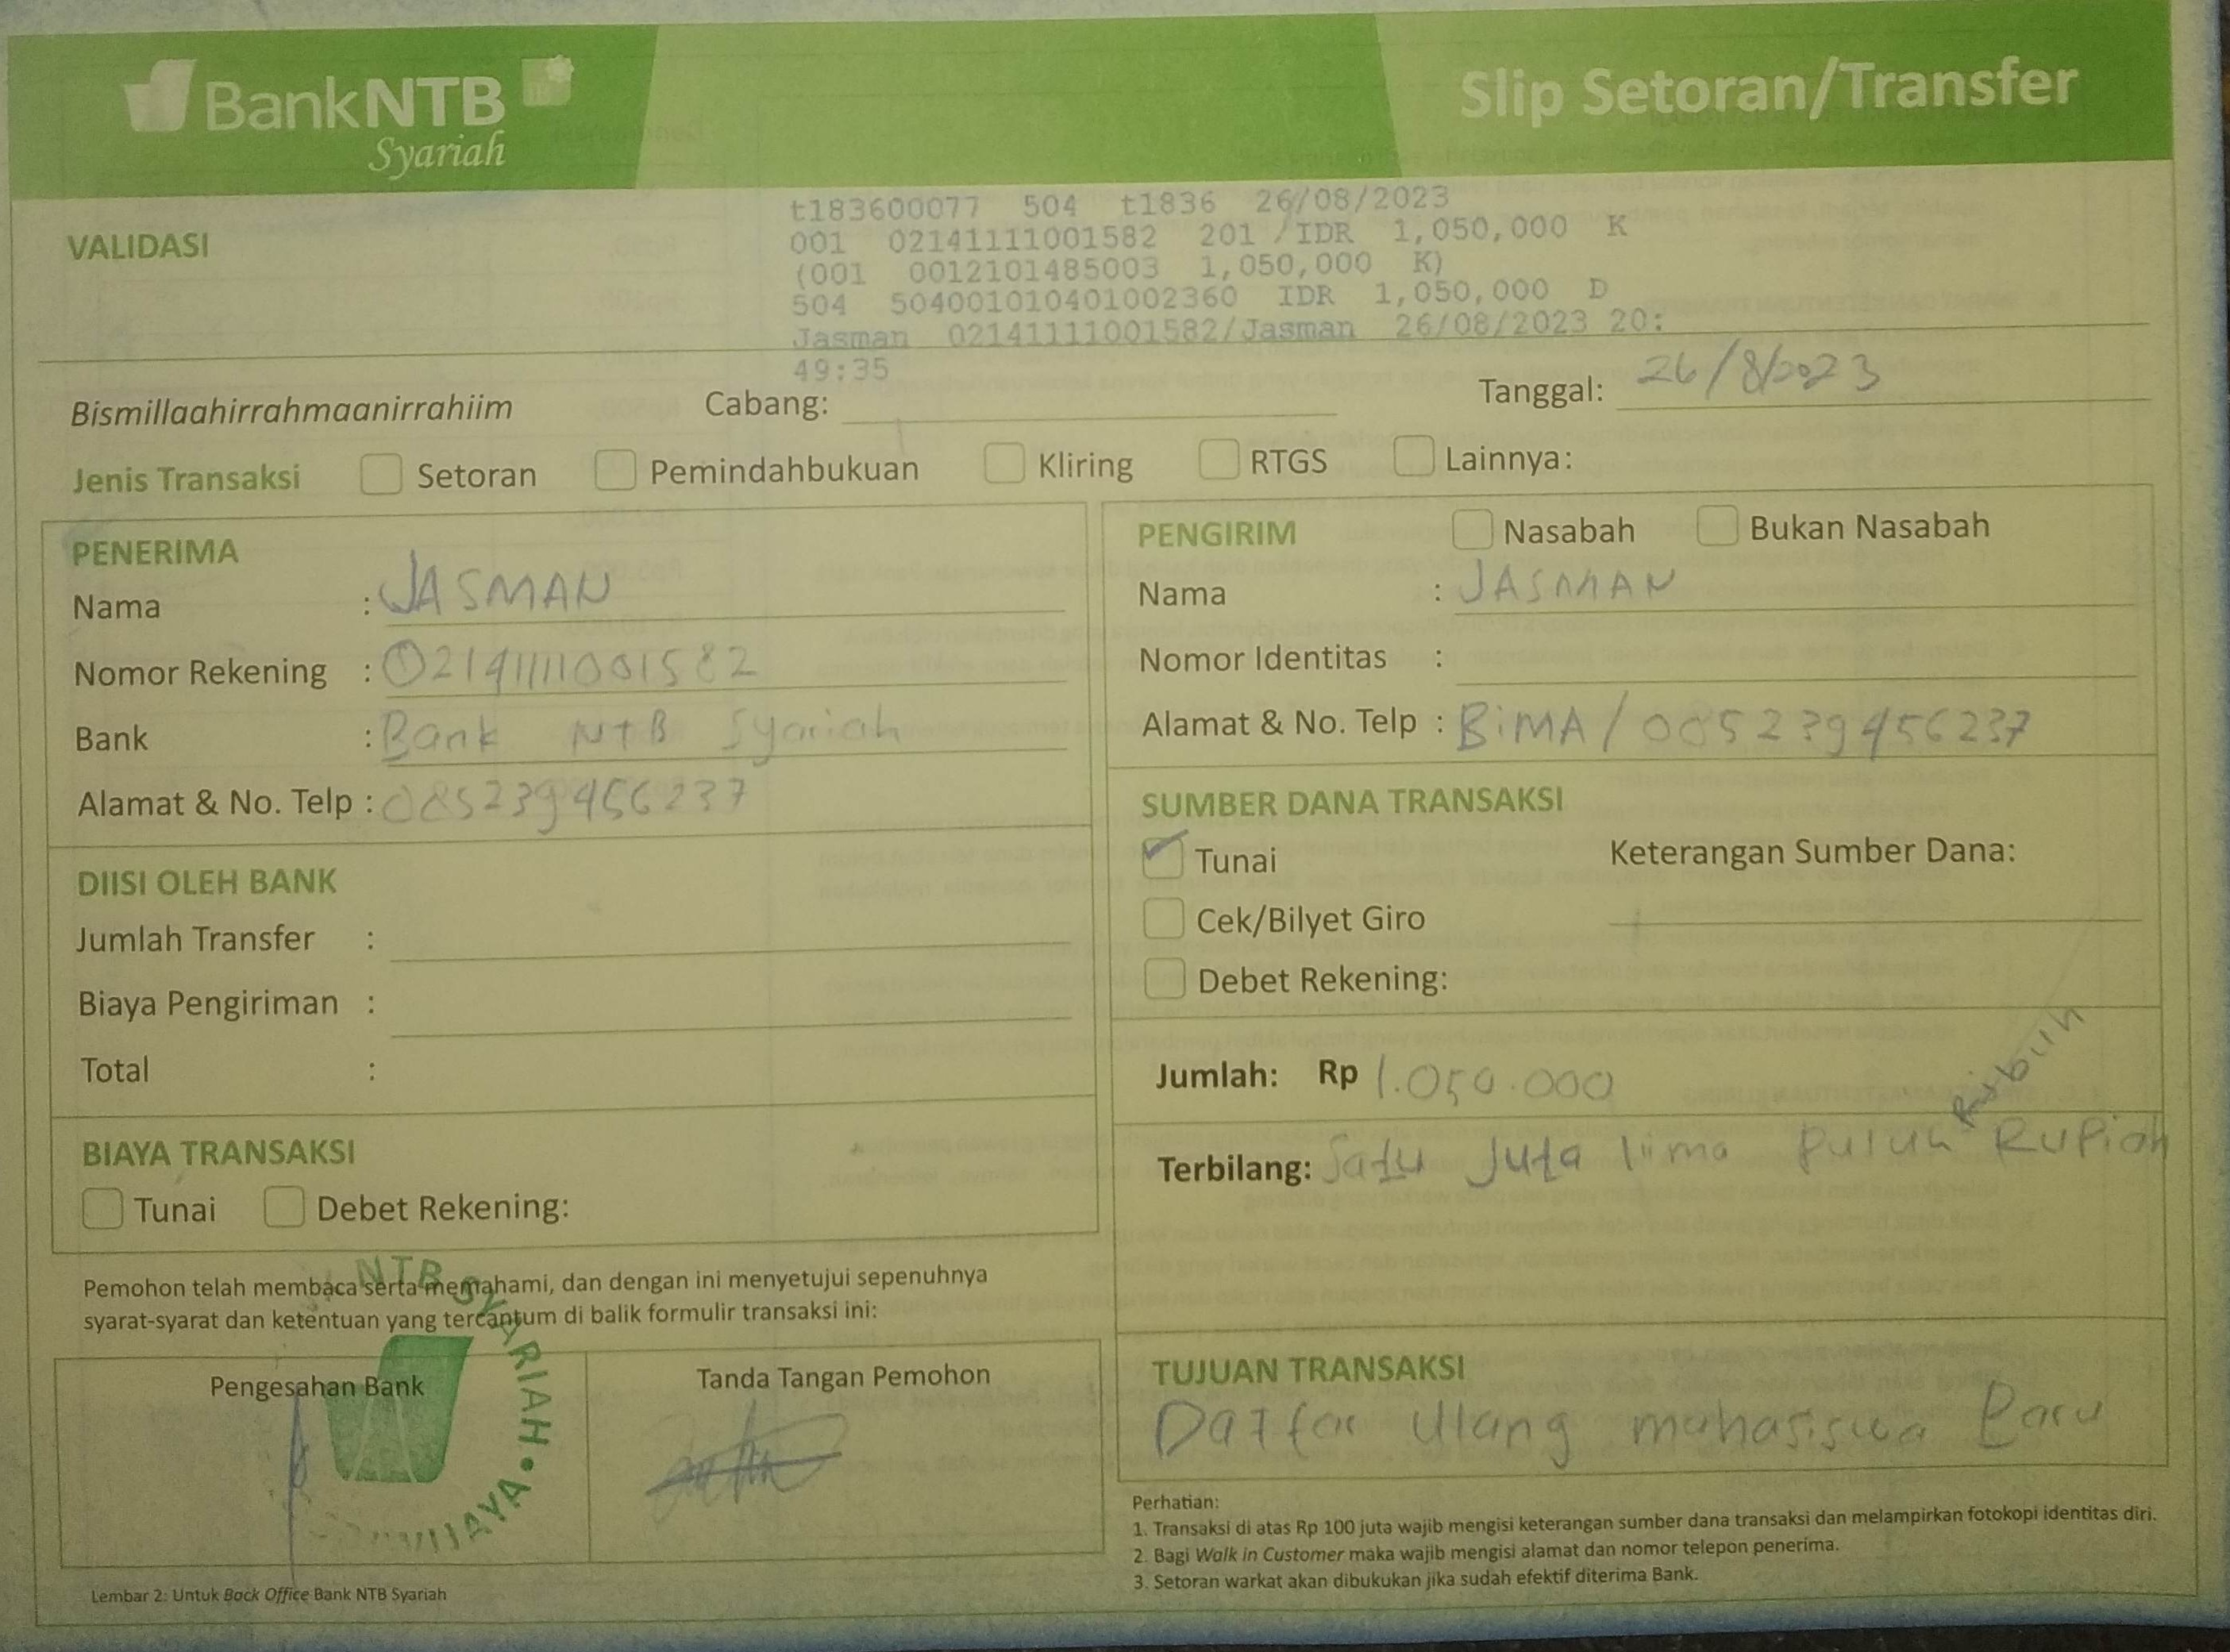 BankNTB
Syariah
Slip Setoran/Transfer
VALIDASI
t183600077 504 t1836 26/08/2023
001 02141111001582 201 IDR 1,050,000 K
(001 0012101485003 1,050,000 K)
504 504001010401002360 IDR 1,050,000 D
Jasman 02141111001582/Jasman 26/08/2023 20:
49:35
Bismillaahirrahmaanirrahiim Cabang: Tanggal: 26/8/2023
Jenis Transaksi Setoran Pemindahbukuan Kliring RTGS Lainnya:
PENERIMA
Nama : JASMAN
Nomor Rekening : 02141111001582
Bank : Bank NTB Syariah
Alamat & No. Telp : 085239456237
DIISI OLEH BANK
Jumlah Transfer :
Biaya Pengiriman :
Total :
BIAYA TRANSAKSI
Tunai Debet Rekening:
PENGIRIM Nasabah Bukan Nasabah
Nama : JASMAN
Nomor Identitas :
Alamat & No. Telp : BiMA / 085239456237
SUMBER DANA TRANSAKSI
Tunai Keterangan Sumber Dana:
Cek/Bilyet Giro
Debet Rekening:
Jumlah: Rp 1.050.000
Ribuh
Terbilang: Satu Juta lima Puluh Rupiah
Pemohon telah membaca serta memahami, dan dengan ini menyetujui sepenuhnya
syarat-syarat dan ketentuan yang tercantum di balik formulir transaksi ini:
Pengesahan Bank Tanda Tangan Pemohon
NTB SYARIAH
TUJUAN TRANSAKSI
Daftar Ulang mahasiswa Baru
Perhatian:
1. Transaksi di atas Rp 100 juta wajib mengisi keterangan sumber dana transaksi dan melampirkan fotokopi identitas diri.
2. Bagi Walk in Customer maka wajib mengisi alamat dan nomor telepon penerima.
3. Setoran warkat akan dibukukan jika sudah efektif diterima Bank.
Lembar 2: Untuk Back Office Bank NTB Syariah